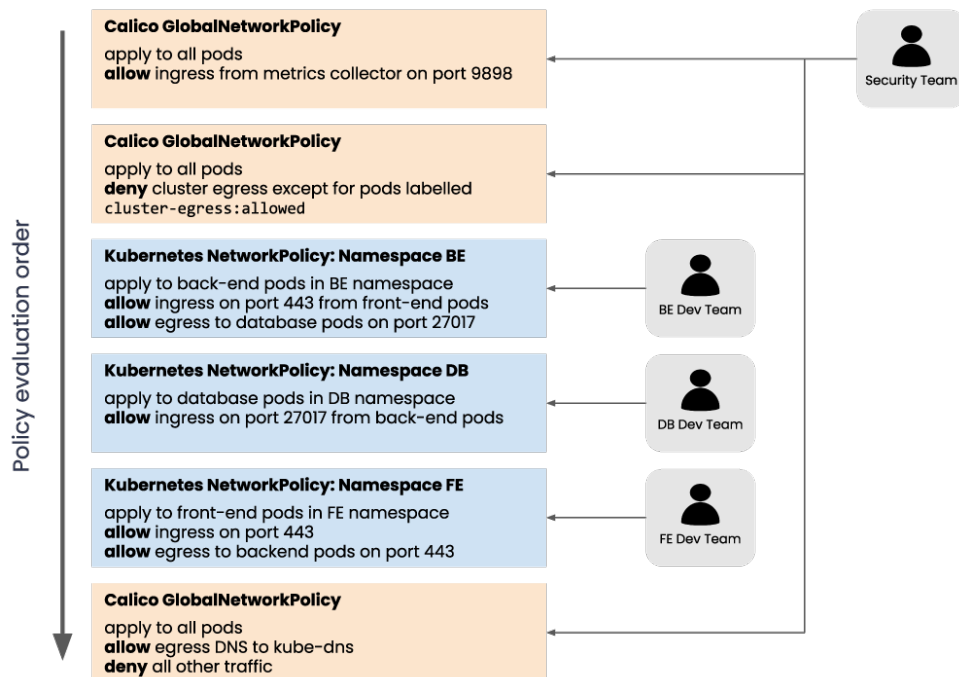 Policy evaluation order
Calico GlobalNetworkPolicy
apply to all pods
allow ingress from metrics collector on port 9898
Security Team
Calico GlobalNetworkPolicy
apply to all pods
deny cluster egress except for pods labelled
cluster-egress:allowed
Kubernetes NetworkPolicy: Namespace BE
apply to back-end pods in BE namespace
allow ingress on port 443 from front-end pods
allow egress to database pods on port 27017
BE Dev Team
Kubernetes NetworkPolicy: Namespace DB
apply to database pods in DB namespace
allow ingress on port 27017 from back-end pods
DB Dev Team
Kubernetes NetworkPolicy: Namespace FE
apply to front-end pods in FE namespace
allow ingress on port 443
allow egress to backend pods on port 443
FE Dev Team
Calico GlobalNetworkPolicy
apply to all pods
allow egress DNS to kube-dns
deny all other traffic